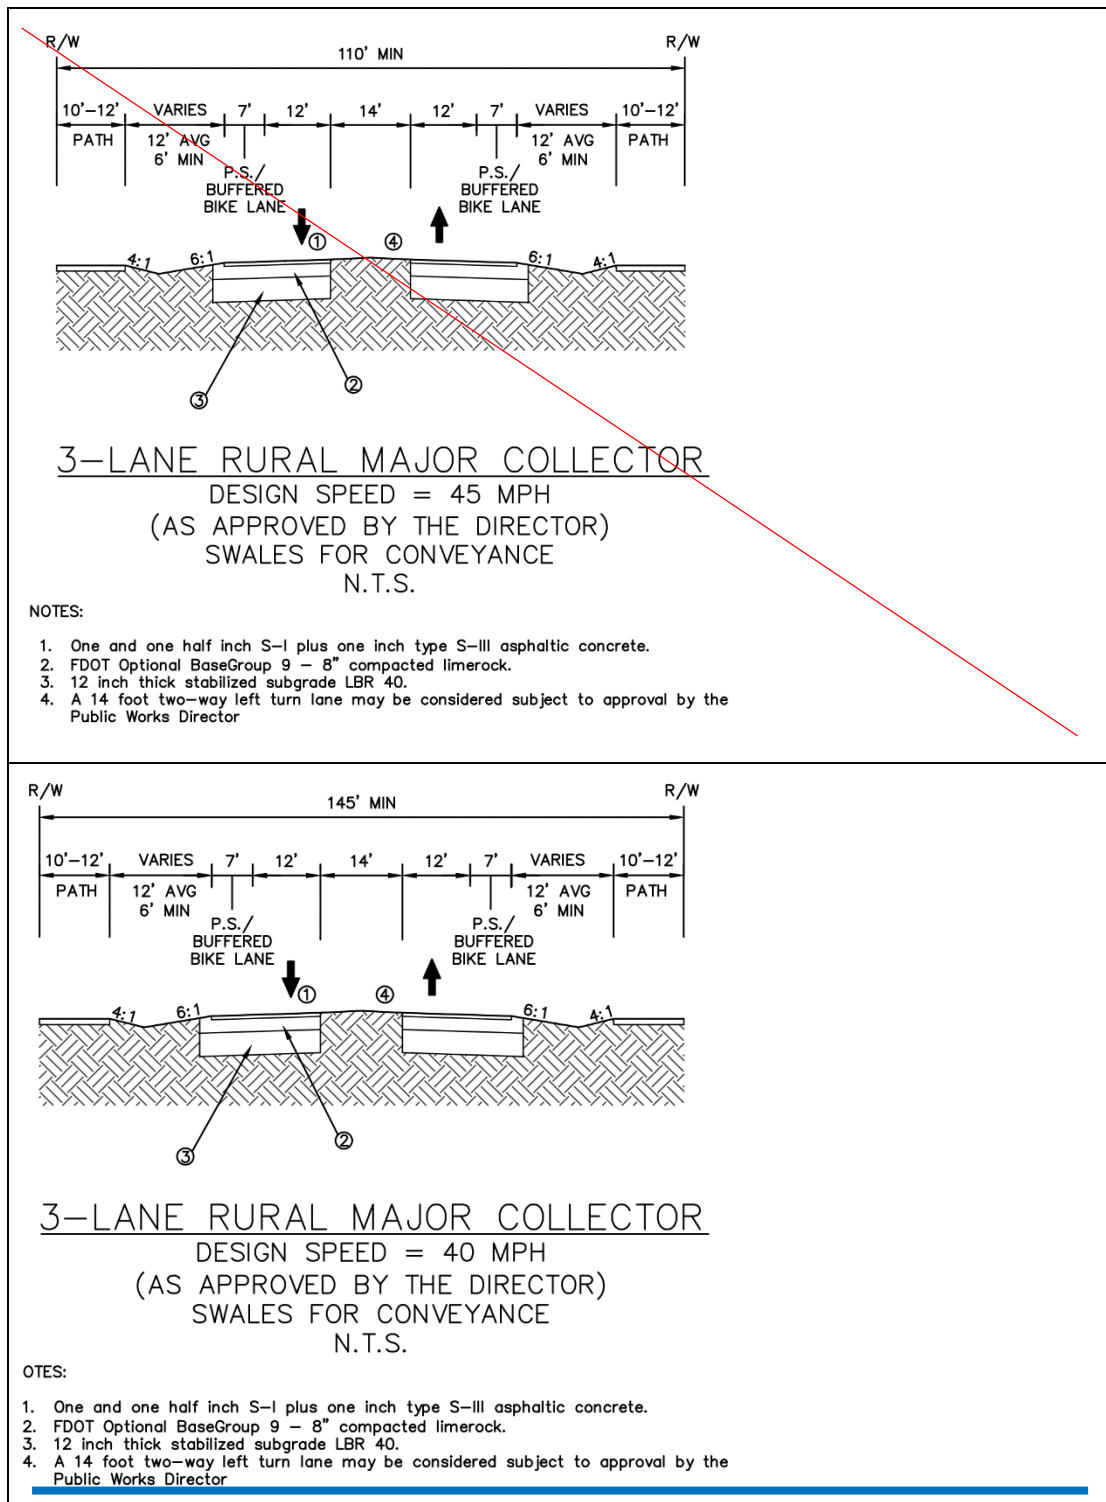 R/W R/W
110' MIN
10'-12' VARIES 7' 12' 14' 12' 7' VARIES 10'-12'
PATH 12' AVG 12' AVG PATH
6' MIN 6' MIN
P.S./ P.S./
BUFFERED BUFFERED
BIKE LANE BIKE LANE
① ④
4:1 6:1 6:1 4:1
②
③
3-LANE RURAL MAJOR COLLECTOR
DESIGN SPEED = 45 MPH
(AS APPROVED BY THE DIRECTOR)
SWALES FOR CONVEYANCE
N.T.S.
NOTES:
1. One and one half inch S-I plus one inch type S-III asphaltic concrete.
2. FDOT Optional BaseGroup 9 - 8" compacted limerock.
3. 12 inch thick stabilized subgrade LBR 40.
4. A 14 foot two-way left turn lane may be considered subject to approval by the
Public Works Director
R/W R/W
145' MIN
10'-12' VARIES 7' 12' 14' 12' 7' VARIES 10'-12'
PATH 12' AVG 12' AVG PATH
6' MIN 6' MIN
P.S./ P.S./
BUFFERED BUFFERED
BIKE LANE BIKE LANE
① ④
4:1 6:1 6:1 4:1
②
③
3-LANE RURAL MAJOR COLLECTOR
DESIGN SPEED = 40 MPH
(AS APPROVED BY THE DIRECTOR)
SWALES FOR CONVEYANCE
N.T.S.
OTES:
1. One and one half inch S-I plus one inch type S-III asphaltic concrete.
2. FDOT Optional BaseGroup 9 - 8" compacted limerock.
3. 12 inch thick stabilized subgrade LBR 40.
4. A 14 foot two-way left turn lane may be considered subject to approval by the
Public Works Director